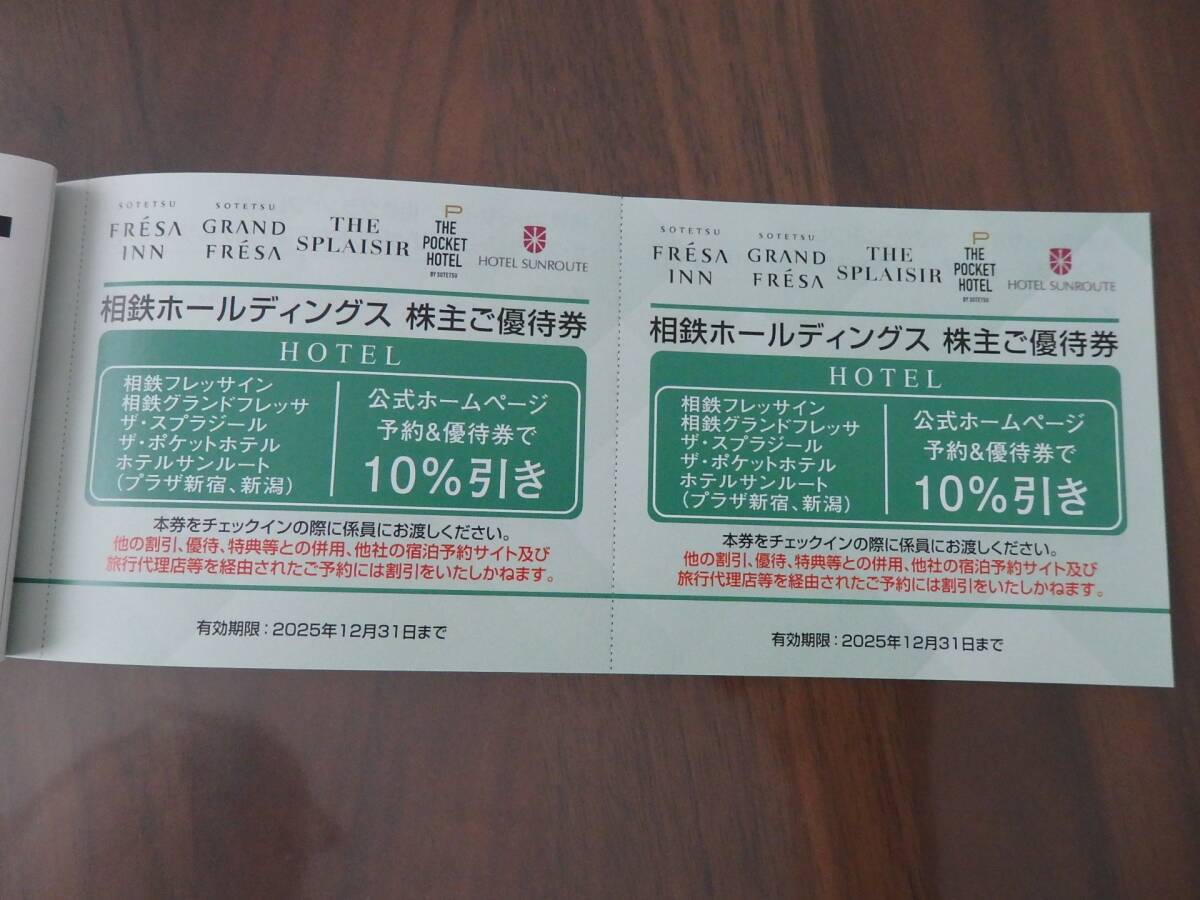 SOTETSU
FRÉSA
INN
SOTETSU
GRAND
FRÉSA
THE
SPLAISIR
P
THE
POCKET
HOTEL
BY SOTETSU
HOTEL SUNROUTE
相鉄ホールディングス 株主ご優待券
HOTEL
相鉄フレッサイン
相鉄グランドフレッサ
ザ・スプラジール
ザ・ポケットホテル
ホテルサンルート
(プラザ新宿、新潟)
公式ホームページ
予約&優待券で
10%引き
本券をチェックインの際に係員にお渡しください。
他の割引、優待、特典等との併用、他社の宿泊予約サイト及び
旅行代理店等を経由されたご予約には割引をいたしかねます。
有効期限:2025年12月31日まで
SOTETSU
FRÉSA
INN
SOTETSU
GRAND
FRÉSA
THE
SPLAISIR
P
THE
POCKET
HOTEL
BY SOTETSU
HOTEL SUNROUTE
相鉄ホールディングス 株主ご優待券
HOTEL
相鉄フレッサイン
相鉄グランドフレッサ
ザ・スプラジール
ザ・ポケットホテル
ホテルサンルート
(プラザ新宿、新潟)
公式ホームページ
予約&優待券で
10%引き
本券をチェックインの際に係員にお渡しください。
他の割引、優待、特典等との併用、他社の宿泊予約サイト及び
旅行代理店等を経由されたご予約には割引をいたしかねます。
有効期限:2025年12月31日まで